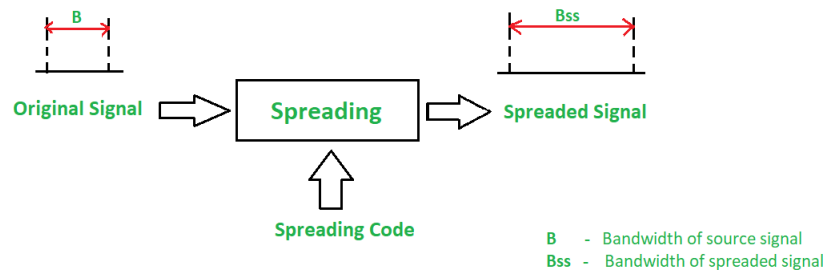 B
Bss
Original Signal
Spreading
Spreaded Signal
Spreading Code
B - Bandwidth of source signal
Bss - Bandwidth of spreaded signal